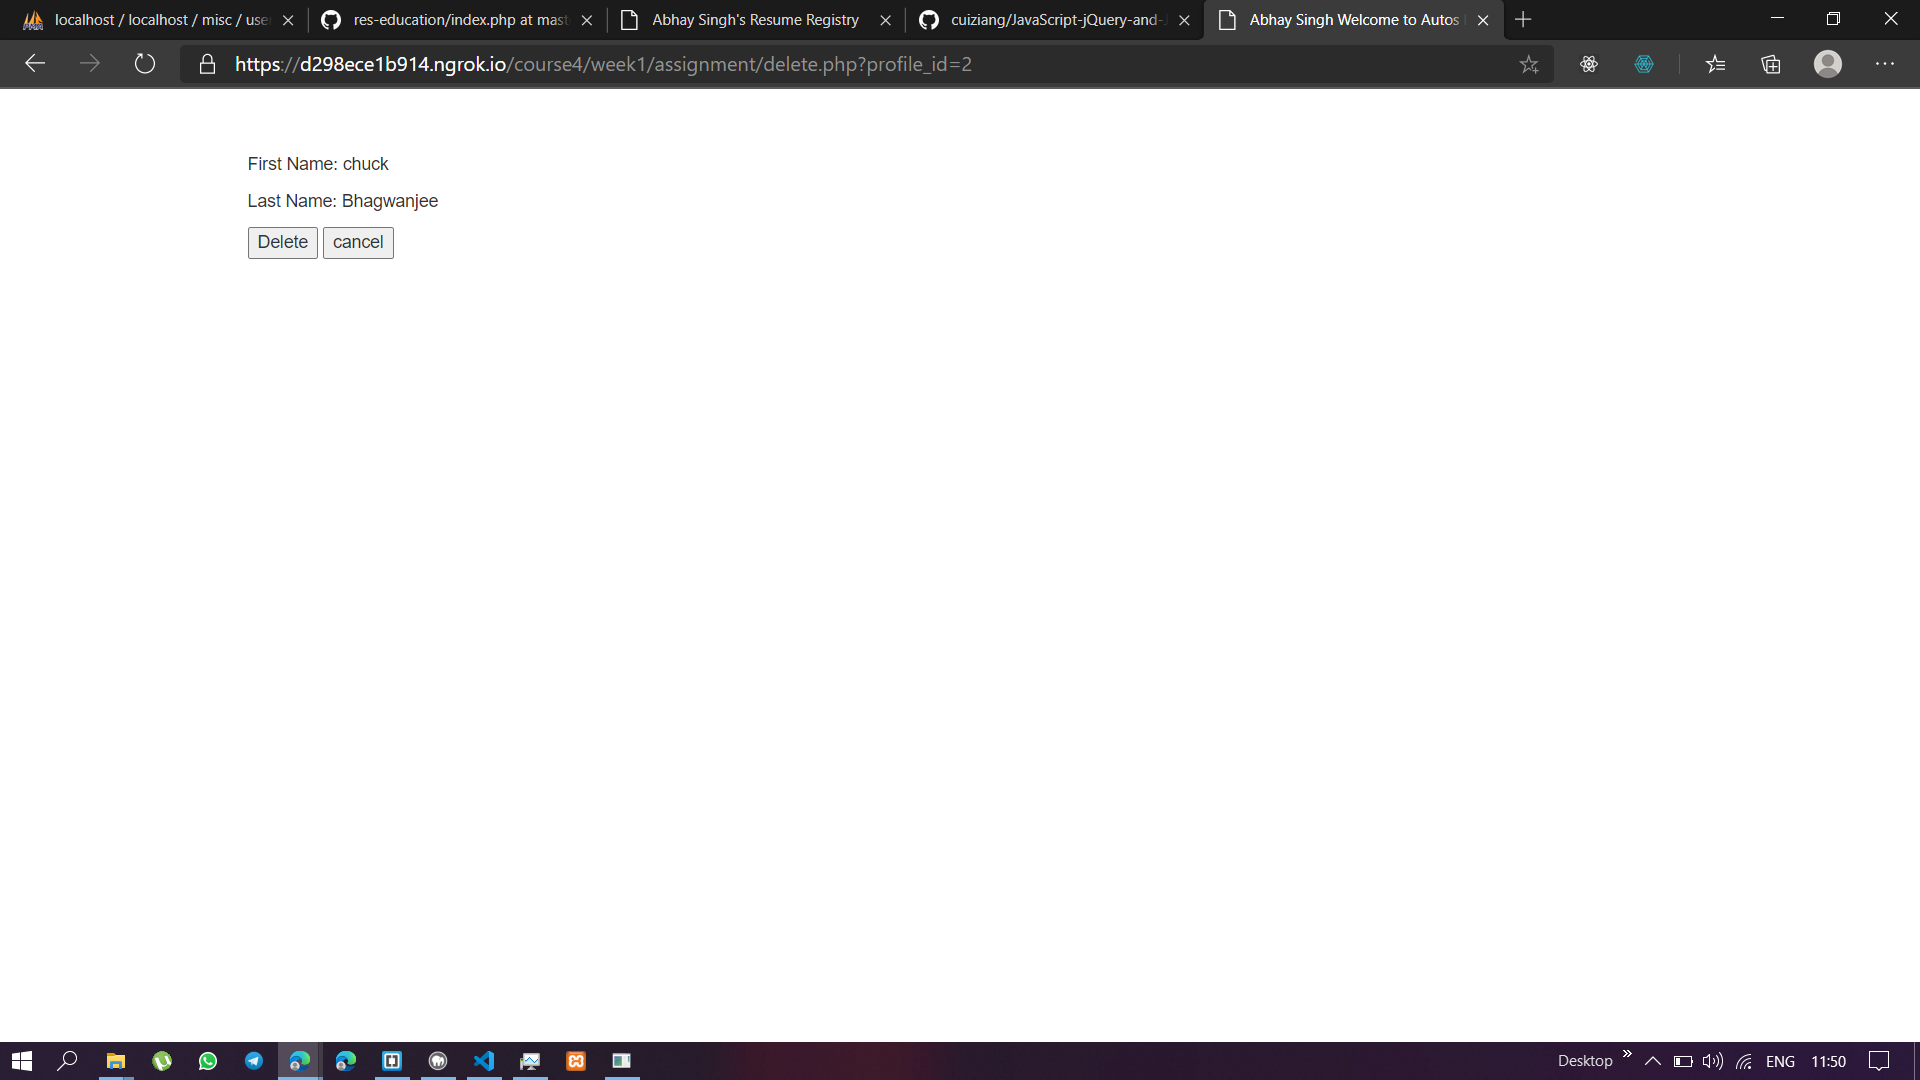 localhost / localhost / misc / use
res-education/index.php at mast
Abhay Singh's Resume Registry
cuiziang/JavaScript-jQuery-and-J
Abhay Singh Welcome to Autos
https://d298ece1b914.ngrok.io/course4/week1/assignment/delete.php?profile_id=2
First Name: chuck
Last Name: Bhagwanjee
Delete cancel
Desktop
ENG
11:50